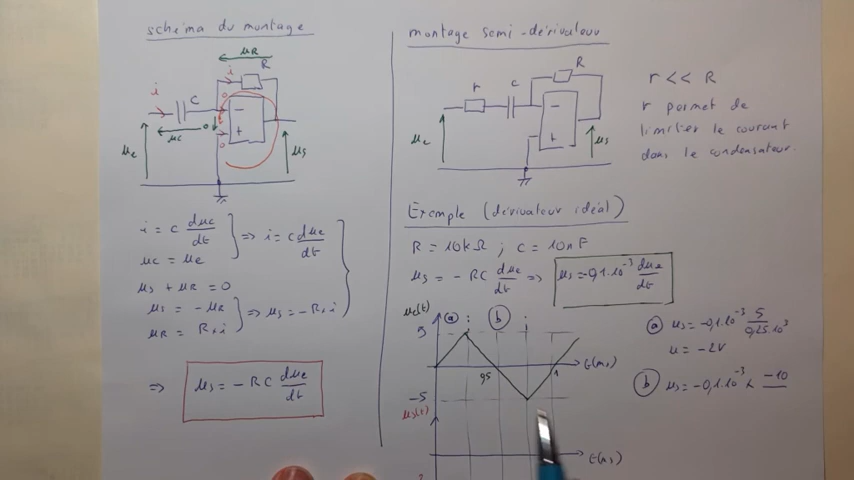 schéma du montage
uR
i
R
i
C
o
-
o
uc
+
o
ue
us
i = c duc/dt
uc = ue
=> i = c due/dt
us + uR = 0
us = -uR
uR = R x i
=> us = -R x i
=> us = -RC due/dt
montage semi-dérivateur
R
r
c
-
+
ue
us
r << R
r permet de
limiter le courant
dans le condensateur.
Exemple (dérivateur idéal)
R = 10kΩ ; C = 10nF
us = -RC due/dt => us = -0,1.10⁻³ due/dt
ue(t)
a
b
5
0,5
1
t(ms)
-5
us(t)
t(ms)
a us = -0,1.10⁻³ 5/0,25.10⁻³
u = -2V
b us = -0,1.10⁻³ x -10